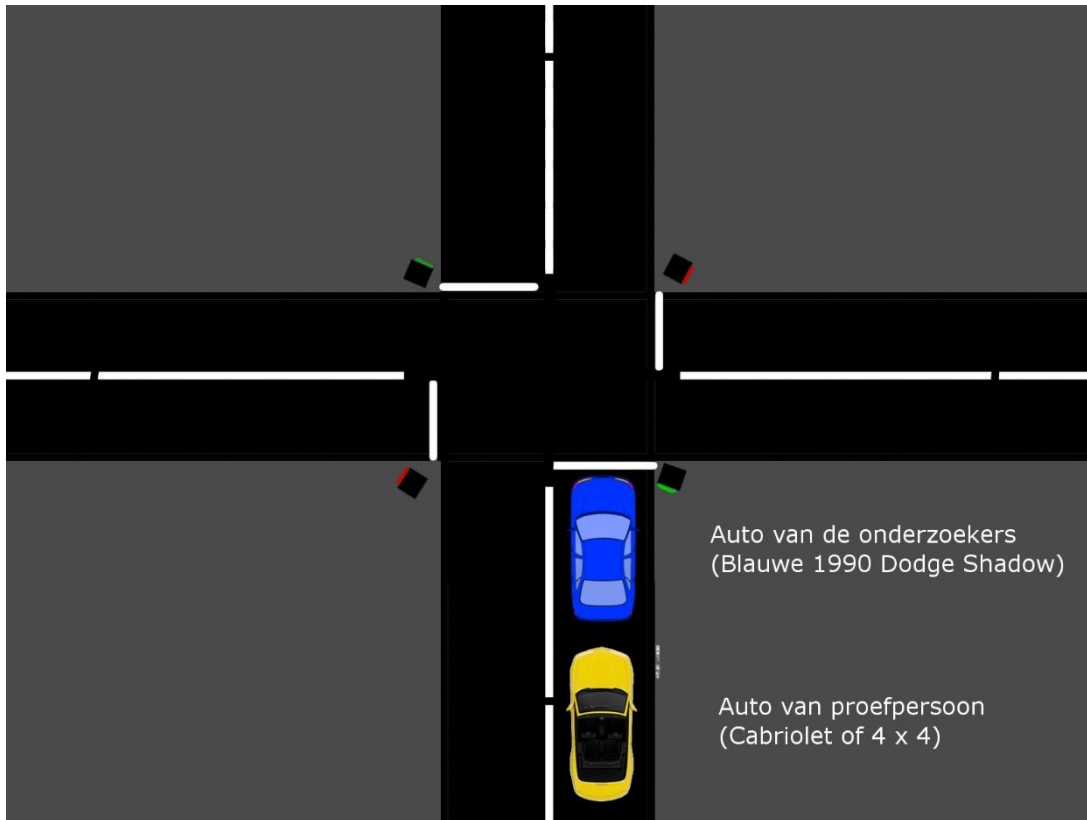 Auto van de onderzoekers
(Blauwe 1990 Dodge Shadow)
Auto van proefpersoon
(Cabriolet of 4 x 4)